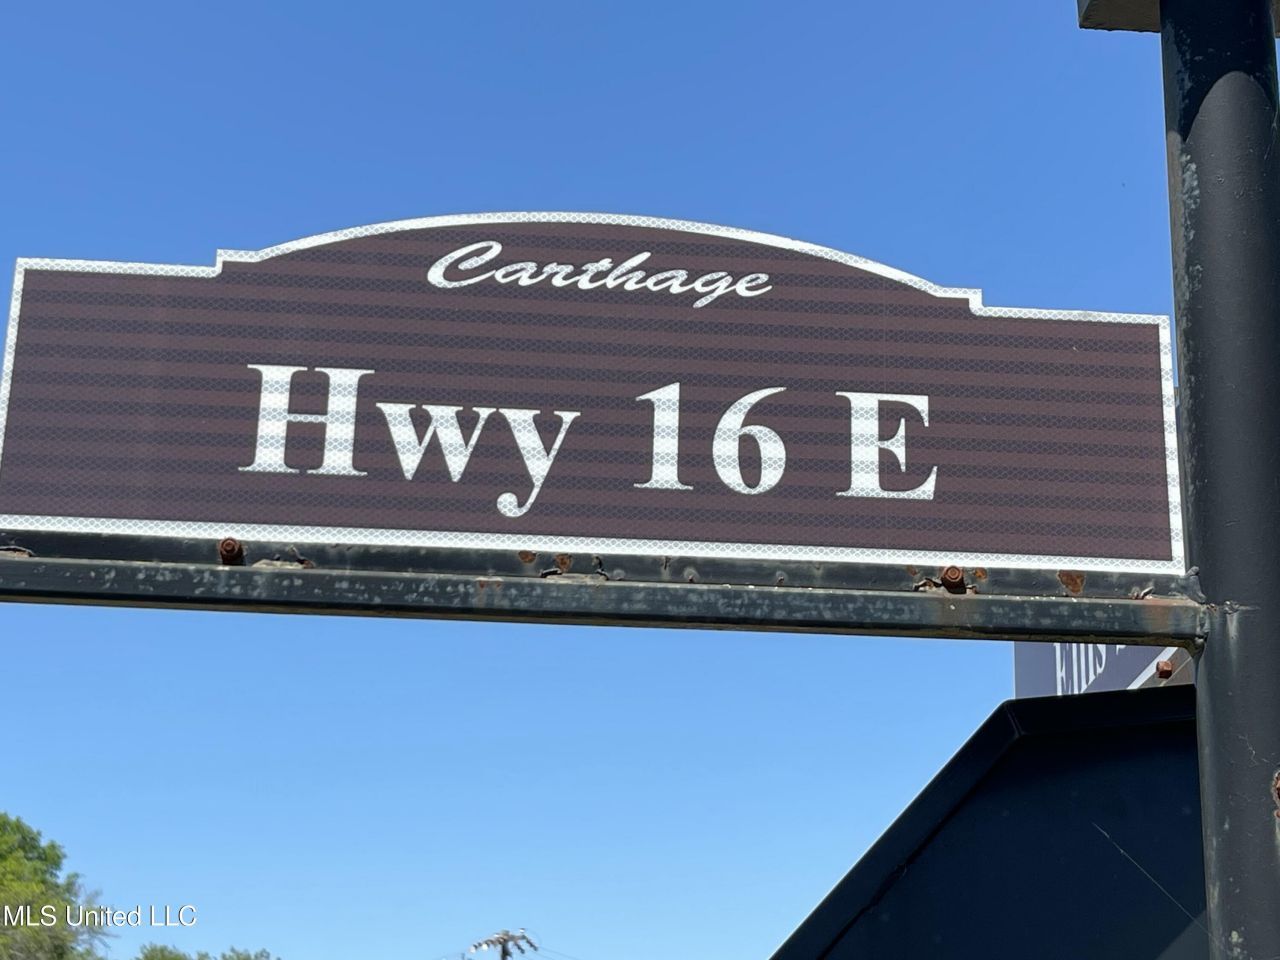 Carthage
Hwy 16 E
MLS United LLC